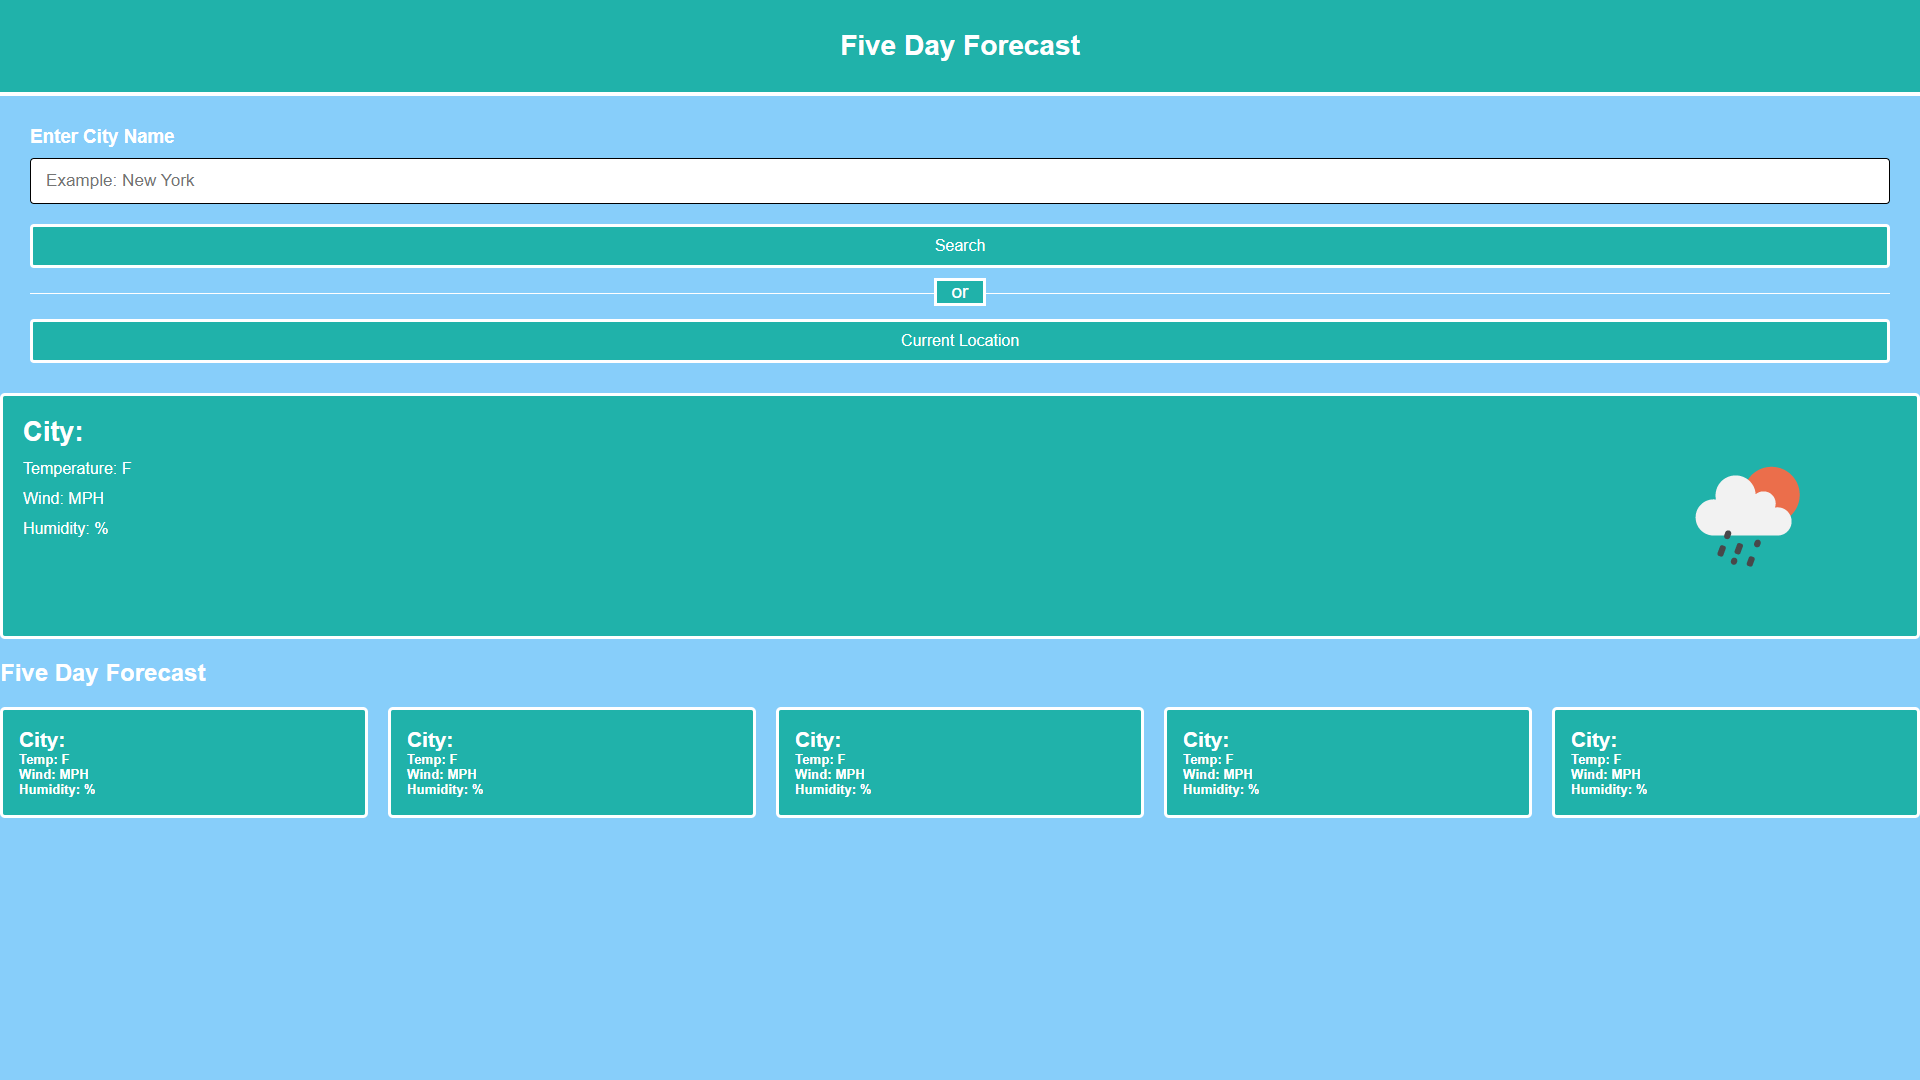 Five Day Forecast
Enter City Name
Example: New York
Search
or
Current Location
City:
Temperature: F
Wind: MPH
Humidity: %
Five Day Forecast
City:
Temp: F
Wind: MPH
Humidity: %
City:
Temp: F
Wind: MPH
Humidity: %
City:
Temp: F
Wind: MPH
Humidity: %
City:
Temp: F
Wind: MPH
Humidity: %
City:
Temp: F
Wind: MPH
Humidity: %